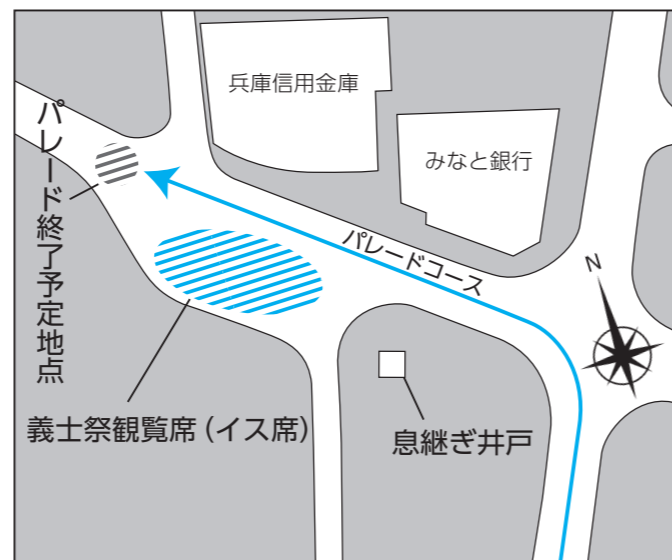 兵庫信用金庫
みなと銀行
パレード終了予定地点
パレードコース
N
義士祭観覧席（イス席）
息継ぎ井戸